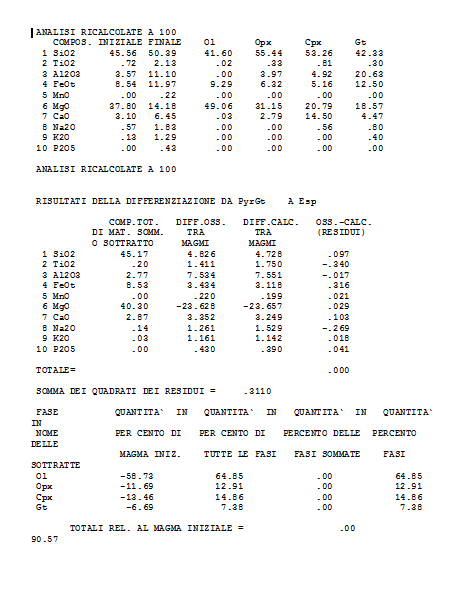 ANALISI RICALCOLATE A 100
COMPOS. INIZIALE FINALE Ol Opx Cpx Gt
1 SiO2 45.56 50.39 41.60 55.44 53.26 42.33
2 TiO2 .72 2.13 .02 .33 .81 .30
3 Al2O3 3.57 11.10 .00 3.97 4.92 20.63
4 FeOt 8.54 11.97 9.29 6.32 5.16 12.50
5 MnO .00 .22 .00 .00 .00 .00
6 MgO 37.80 14.18 49.06 31.15 20.79 18.57
7 CaO 3.10 6.45 .03 2.79 14.50 4.47
8 Na2O .57 1.83 .00 .00 .56 .80
9 K2O .13 1.29 .00 .00 .00 .40
10 P2O5 .00 .43 .00 .00 .00 .00
ANALISI RICALCOLATE A 100
RISULTATI DELLA DIFFERENZIAZIONE DA PyrGt A Esp
COMP.TOT. DIFF.OSS. DIFF.CALC. OSS.-CALC.
DI MAT. SOMM. TRA TRA (RESIDUI)
O SOTTRATTO MAGMI MAGMI
1 SiO2 45.17 4.826 4.728 .097
2 TiO2 .20 1.411 1.750 -.340
3 Al2O3 2.77 7.534 7.551 -.017
4 FeOt 8.53 3.434 3.118 .316
5 MnO .00 .220 .199 .021
6 MgO 40.30 -23.628 -23.657 .029
7 CaO 2.87 3.352 3.249 .103
8 Na2O .14 1.261 1.529 -.269
9 K2O .03 1.161 1.142 .018
10 P2O5 .00 .430 .390 .041
TOTALE= .000
SOMMA DEI QUADRATI DEI RESIDUI = .3110
FASE QUANTITA` IN QUANTITA` IN QUANTITA` IN QUANTITA`
IN
NOME PER CENTO DI PER CENTO DI PERCENTO DELLE PERCENTO
DELLE
MAGMA INIZ. TUTTE LE FASI FASI SOMMATE FASI
SOTTRATTE
Ol -58.73 64.85 .00 64.85
Opx -11.69 12.91 .00 12.91
Cpx -13.46 14.86 .00 14.86
Gt -6.69 7.38 .00 7.38
TOTALI REL. AL MAGMA INIZIALE = .00
90.57